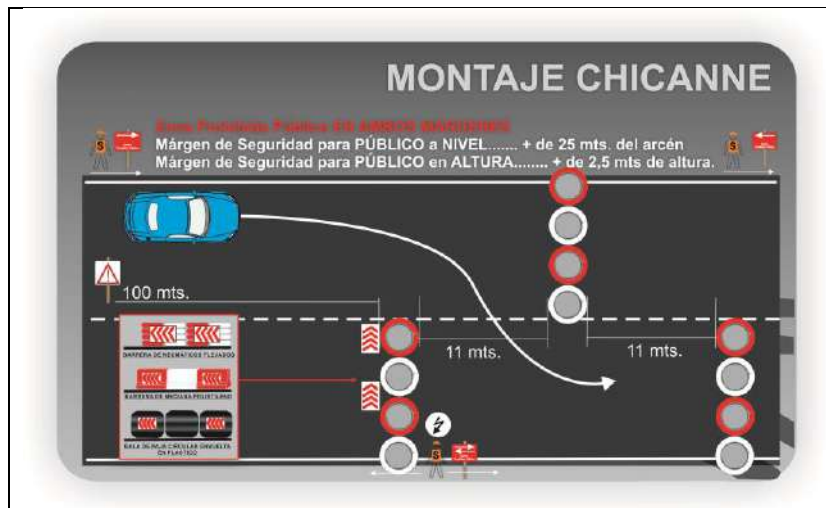 MONTAJE CHICANNE
Zona Prohibida Público EN AMBOS MARGENES
Márgen de Seguridad para PÚBLICO a NIVEL....... + de 25 mts. del arcén
Márgen de Seguridad para PÚBLICO en ALTURA........ + de 2,5 mts de altura.
S
S
100 mts.
11 mts.
11 mts.
BARRERA DE NEUMATICOS FLEJADOS
BARRERA DE MEDIANA
BALA DE PAJA CIRCULAR ENVUELTA
EN PLASTICO
S